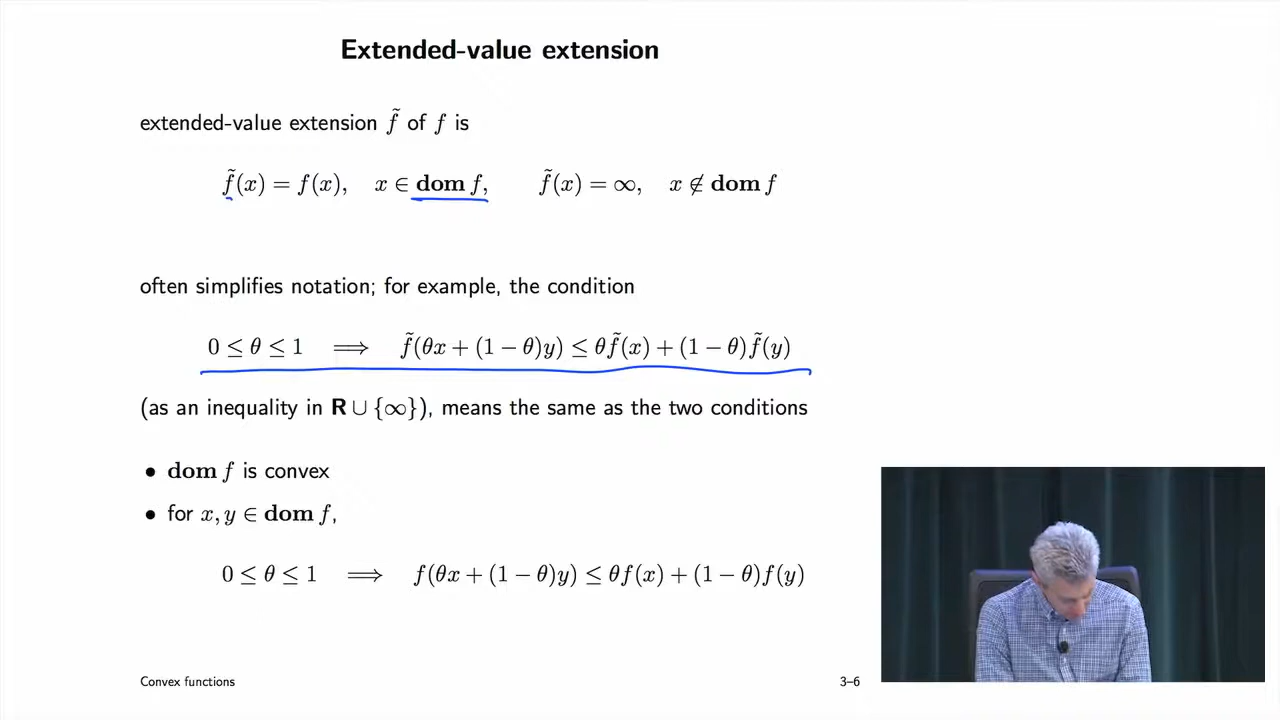 Extended-value extension
extended-value extension f̃ of f is
f̃(x) = f(x), x ∈ dom f, f̃(x) = ∞, x ∉ dom f
often simplifies notation; for example, the condition
0 ≤ θ ≤ 1 ⟹ f̃(θx + (1 − θ)y) ≤ θf̃(x) + (1 − θ)f̃(y)
(as an inequality in R ∪ {∞}), means the same as the two conditions
• dom f is convex
• for x, y ∈ dom f,
0 ≤ θ ≤ 1 ⟹ f(θx + (1 − θ)y) ≤ θf(x) + (1 − θ)f(y)
Convex functions 3–6